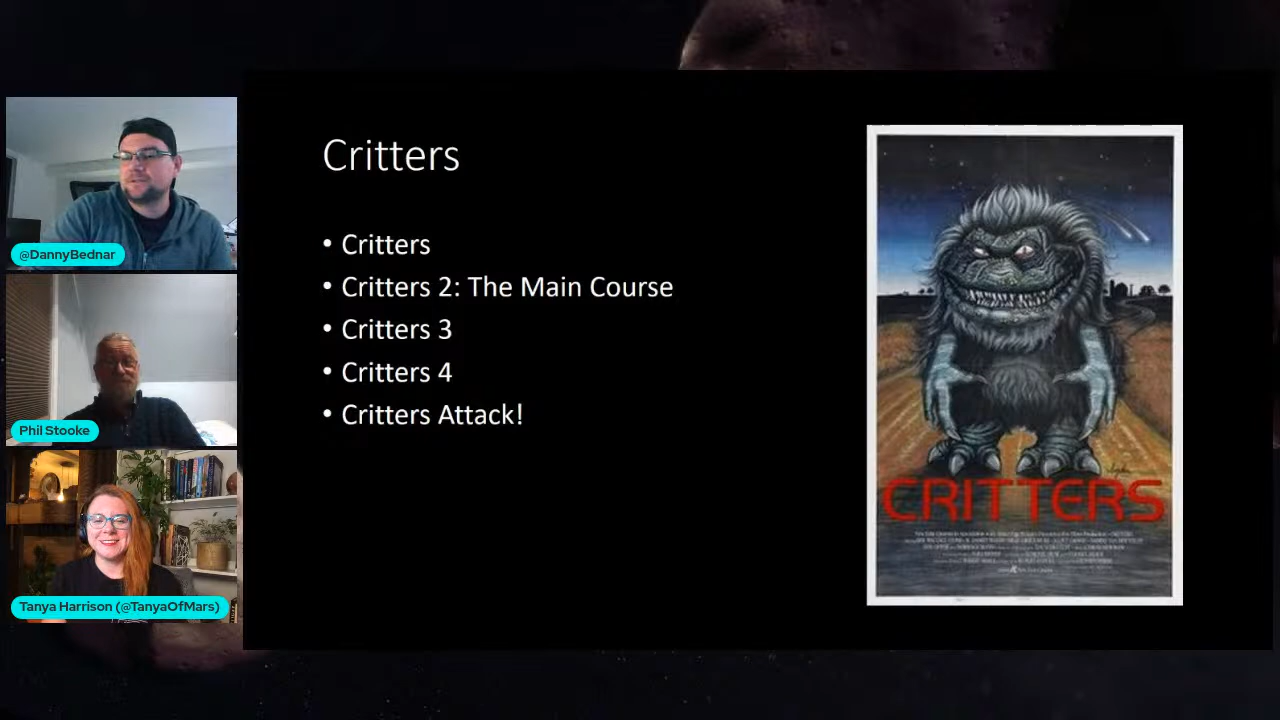 @DannyBednar
Phil Stooke
Tanya Harrison (@TanyaOfMars)
Critters
• Critters
• Critters 2: The Main Course
• Critters 3
• Critters 4
• Critters Attack!
CRITTERS